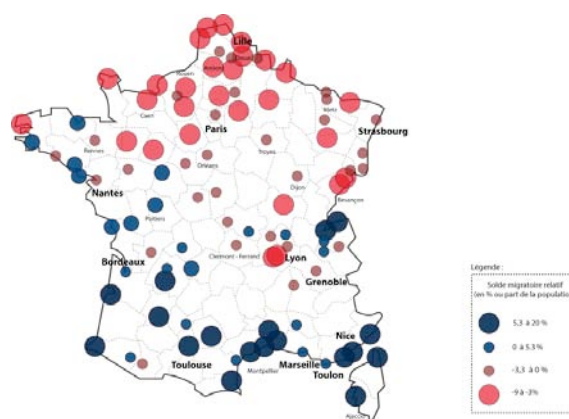 Lille
Amiens
Rouen
Caen
Metz
Paris
Strasbourg
Rennes
Troyes
Orléans
Nantes
Dijon
Besançon
Poitiers
Clermont - Ferrand
Lyon
Bordeaux
Grenoble
Nice
Toulouse
Montpellier
Marseille
Toulon
Ajaccio
Légende :
Solde migratoire relatif
(en % ou part de la population
5,3 à 20 %
0 à 5,3 %
-3,3 à 0 %
-9 à -3%